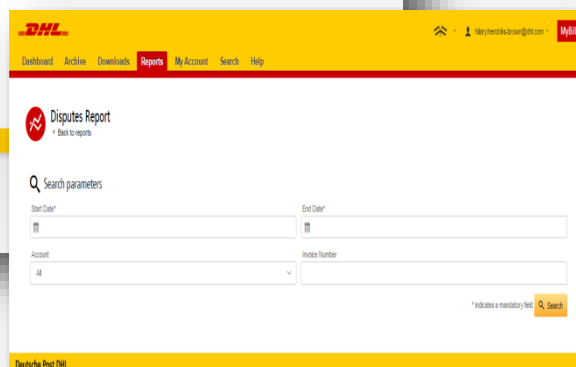 DHL
hilary.hendriks-brown@dhl.com
MyBill
Dashboard Archive Downloads Reports My Account Search Help
Disputes Report
Back to reports
Search parameters
Start Date* End Date*
Account Invoice Number
All
* indicates a mandatory field Search
Deutsche Post DHL